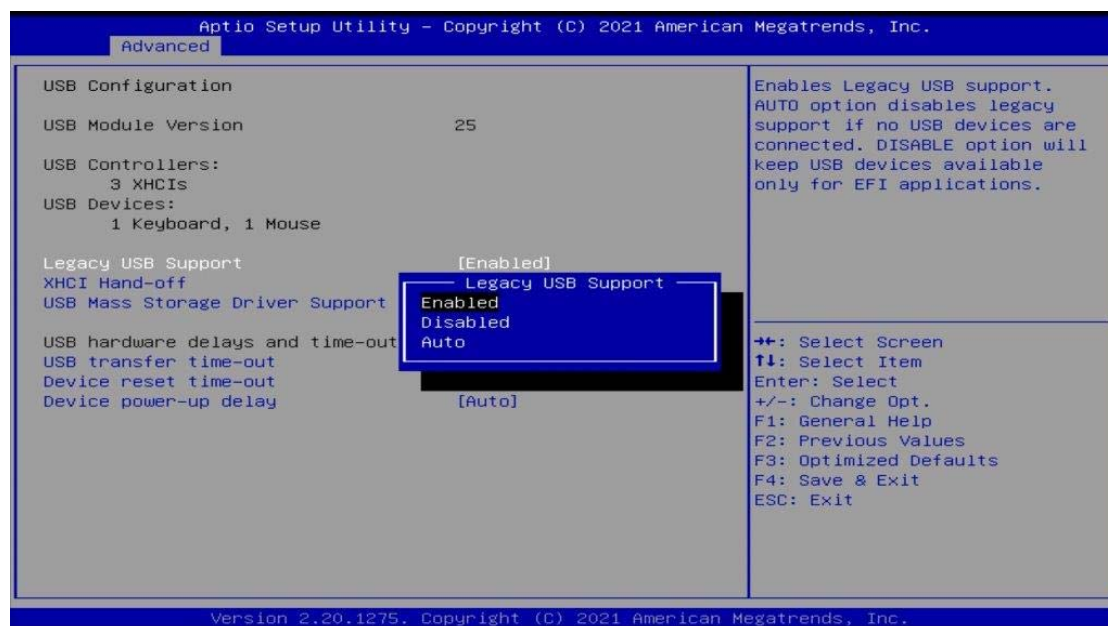 Aptio Setup Utility – Copyright (C) 2021 American Megatrends, Inc.
Advanced
USB Configuration
USB Module Version 25
USB Controllers:
3 XHCIs
USB Devices:
1 Keyboard, 1 Mouse
Legacy USB Support [Enabled]
XHCI Hand-off
USB Mass Storage Driver Support
USB hardware delays and time-out
USB transfer time-out
Device reset time-out
Device power-up delay [Auto]
Legacy USB Support
Enabled
Disabled
Auto
Enables Legacy USB support.
AUTO option disables legacy
support if no USB devices are
connected. DISABLE option will
keep USB devices available
only for EFI applications.
→←: Select Screen
↑↓: Select Item
Enter: Select
+/-: Change Opt.
F1: General Help
F2: Previous Values
F3: Optimized Defaults
F4: Save & Exit
ESC: Exit
Version 2.20.1275. Copyright (C) 2021 American Megatrends, Inc.